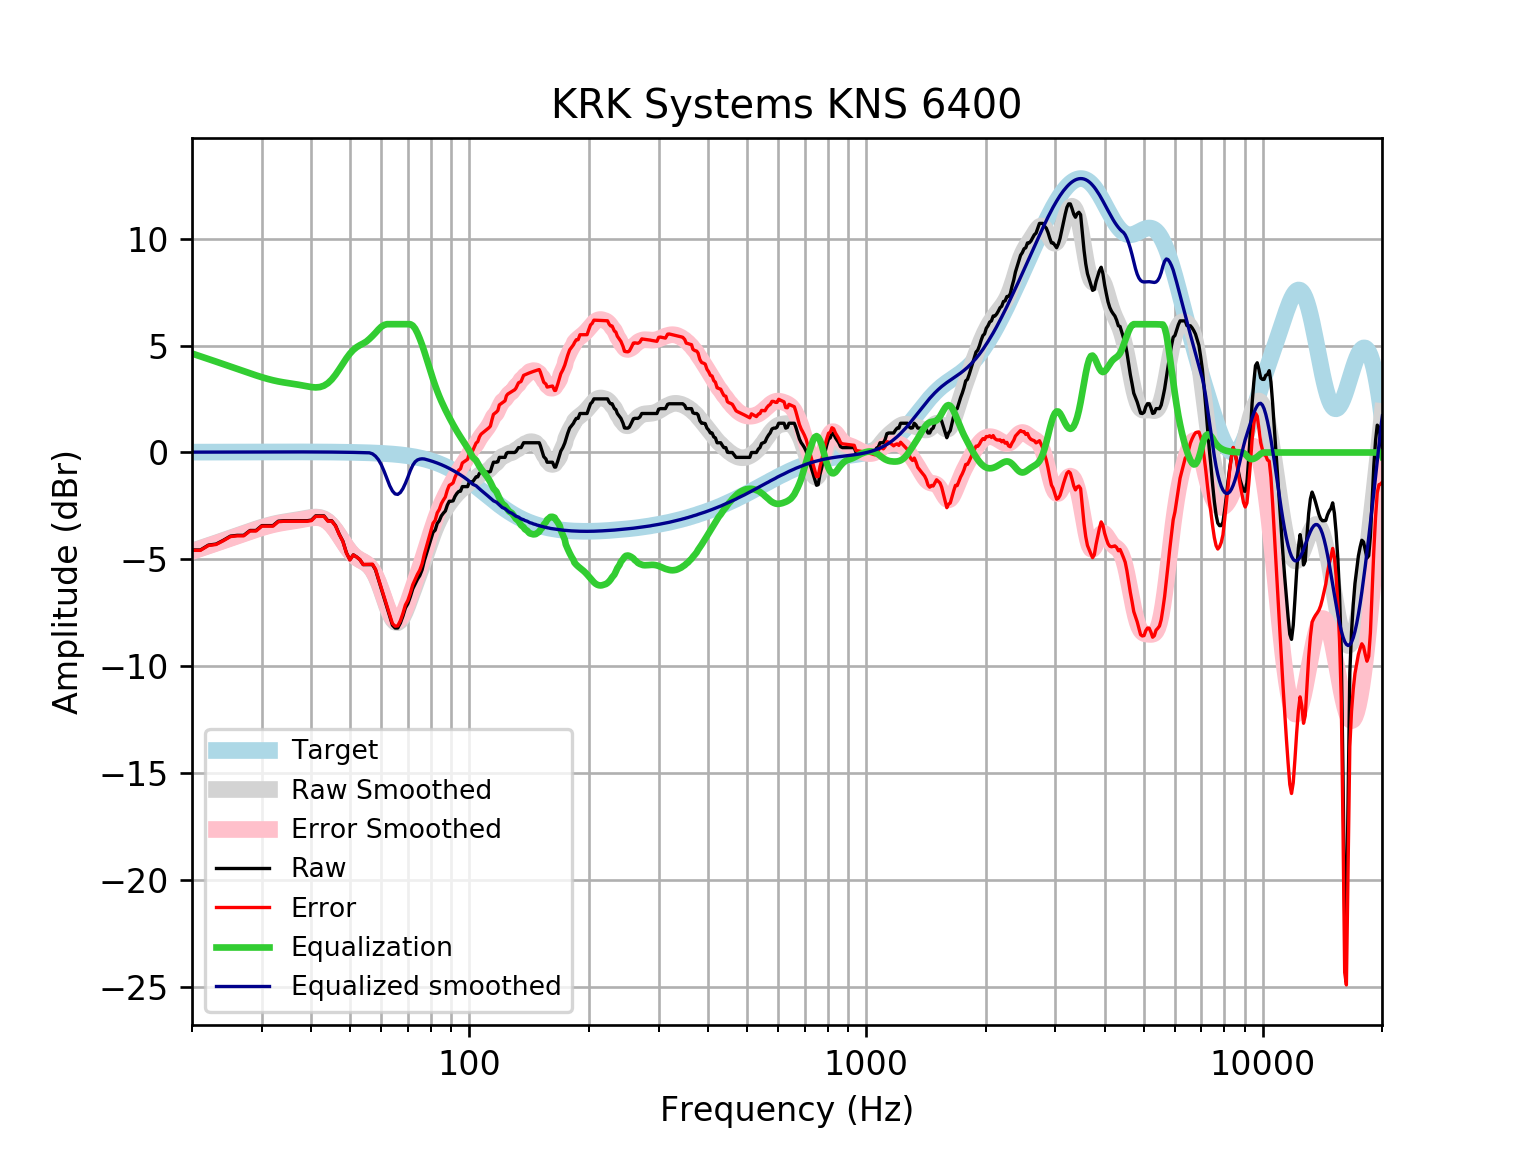 KRK Systems KNS 6400
10
5
0
−5
−10
−15
−20
−25
Amplitude (dBr)
Target
Raw Smoothed
Error Smoothed
Raw
Error
Equalization
Equalized smoothed
100 1000 10000
Frequency (Hz)